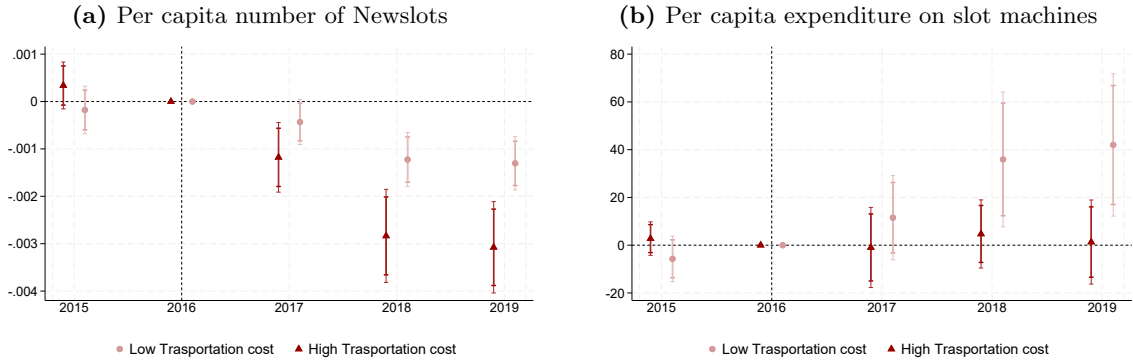 (a) Per capita number of Newslots
.001
0
-.001
-.002
-.003
-.004
2015 2016 2017 2018 2019
Low Trasportation cost High Trasportation cost
(b) Per capita expenditure on slot machines
80
60
40
20
0
-20
2015 2016 2017 2018 2019
Low Trasportation cost High Trasportation cost